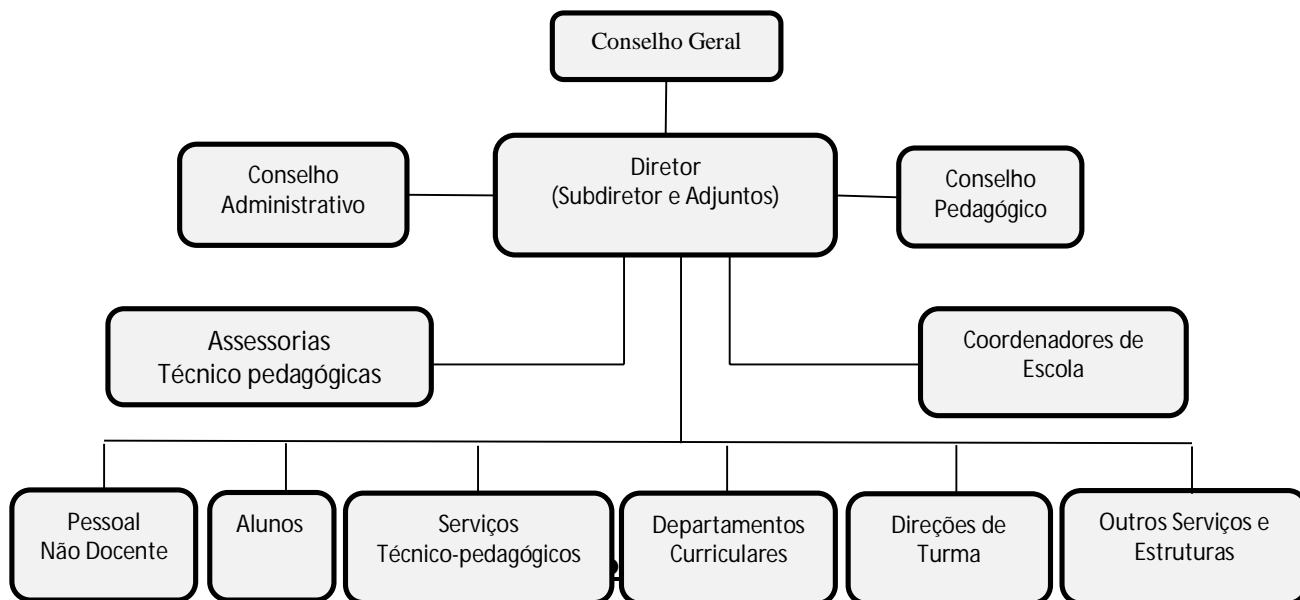 Conselho Geral
Diretor
(Subdiretor e Adjuntos)
Conselho
Administrativo
Conselho
Pedagógico
Assessorias
Técnico pedagógicas
Coordenadores de
Escola
Pessoal
Não Docente
Alunos
Serviços
Técnico-pedagógicos
Departamentos
Curriculares
Direções de
Turma
Outros Serviços e
Estruturas